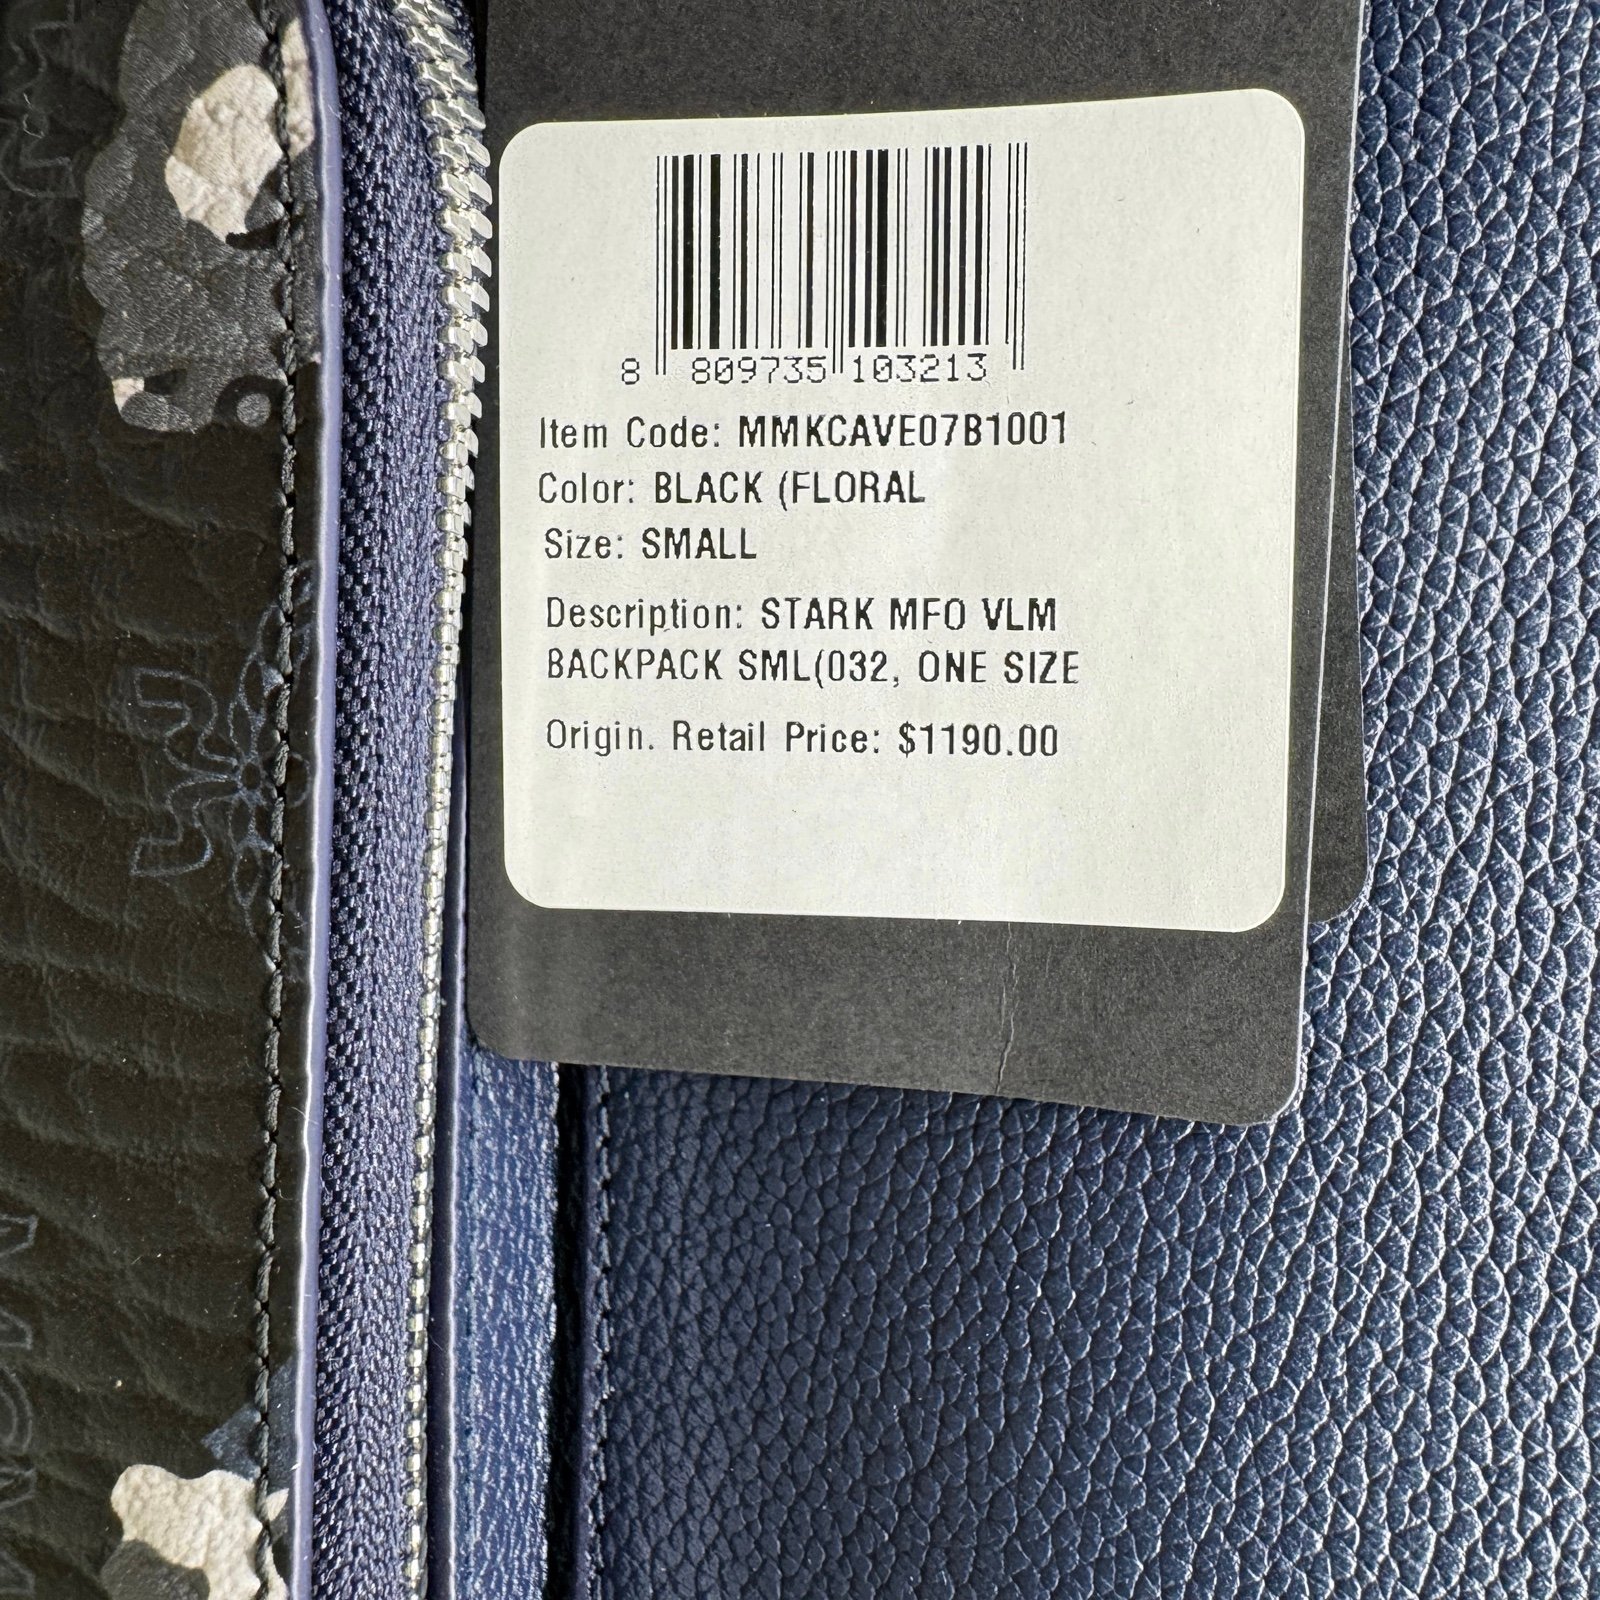 8 809735 103213
Item Code: MMKCAVE07B1001
Color: BLACK (FLORAL
Size: SMALL
Description: STARK MFO VLM
BACKPACK SML(032, ONE SIZE
Origin. Retail Price: $1190.00